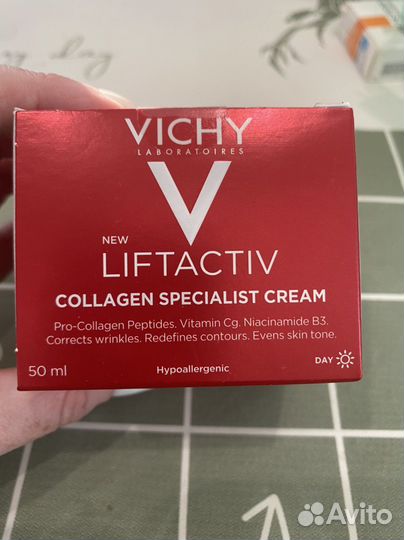 day
VICHY
LABORATOIRES
V
NEW
LIFTACTIV
COLLAGEN SPECIALIST CREAM
Pro-Collagen Peptides. Vitamin Cg. Niacinamide B3.
Corrects wrinkles. Redefines contours. Evens skin tone.
DAY
50 ml
Hypoallergenic
Avito